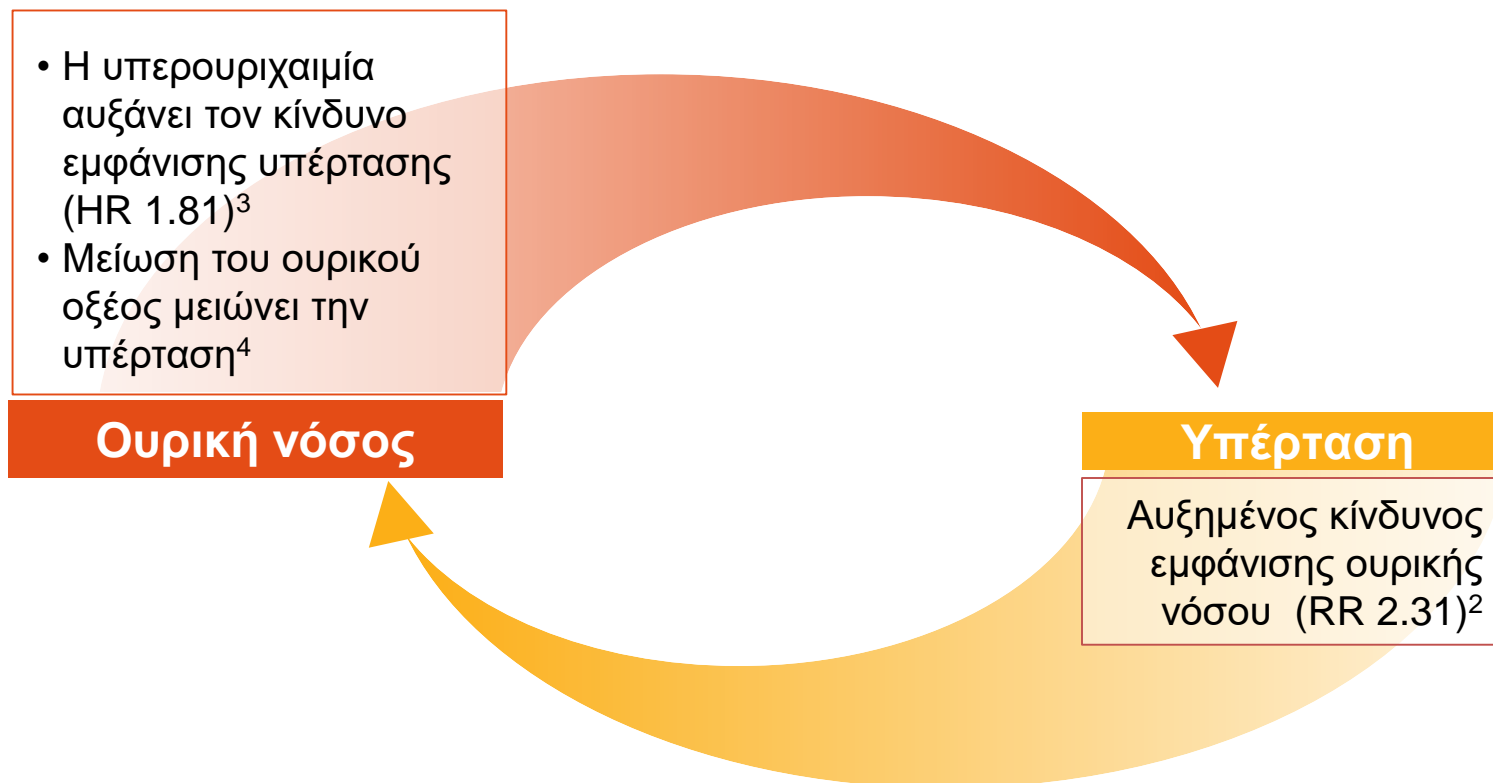 • Η υπερουριχαιμία
αυξάνει τον κίνδυνο
εμφάνισης υπέρτασης
(HR 1.81)³
• Μείωση του ουρικού
οξέος μειώνει την
υπέρταση⁴
Ουρική νόσος
Υπέρταση
Αυξημένος κίνδυνος
εμφάνισης ουρικής
νόσου (RR 2.31)²